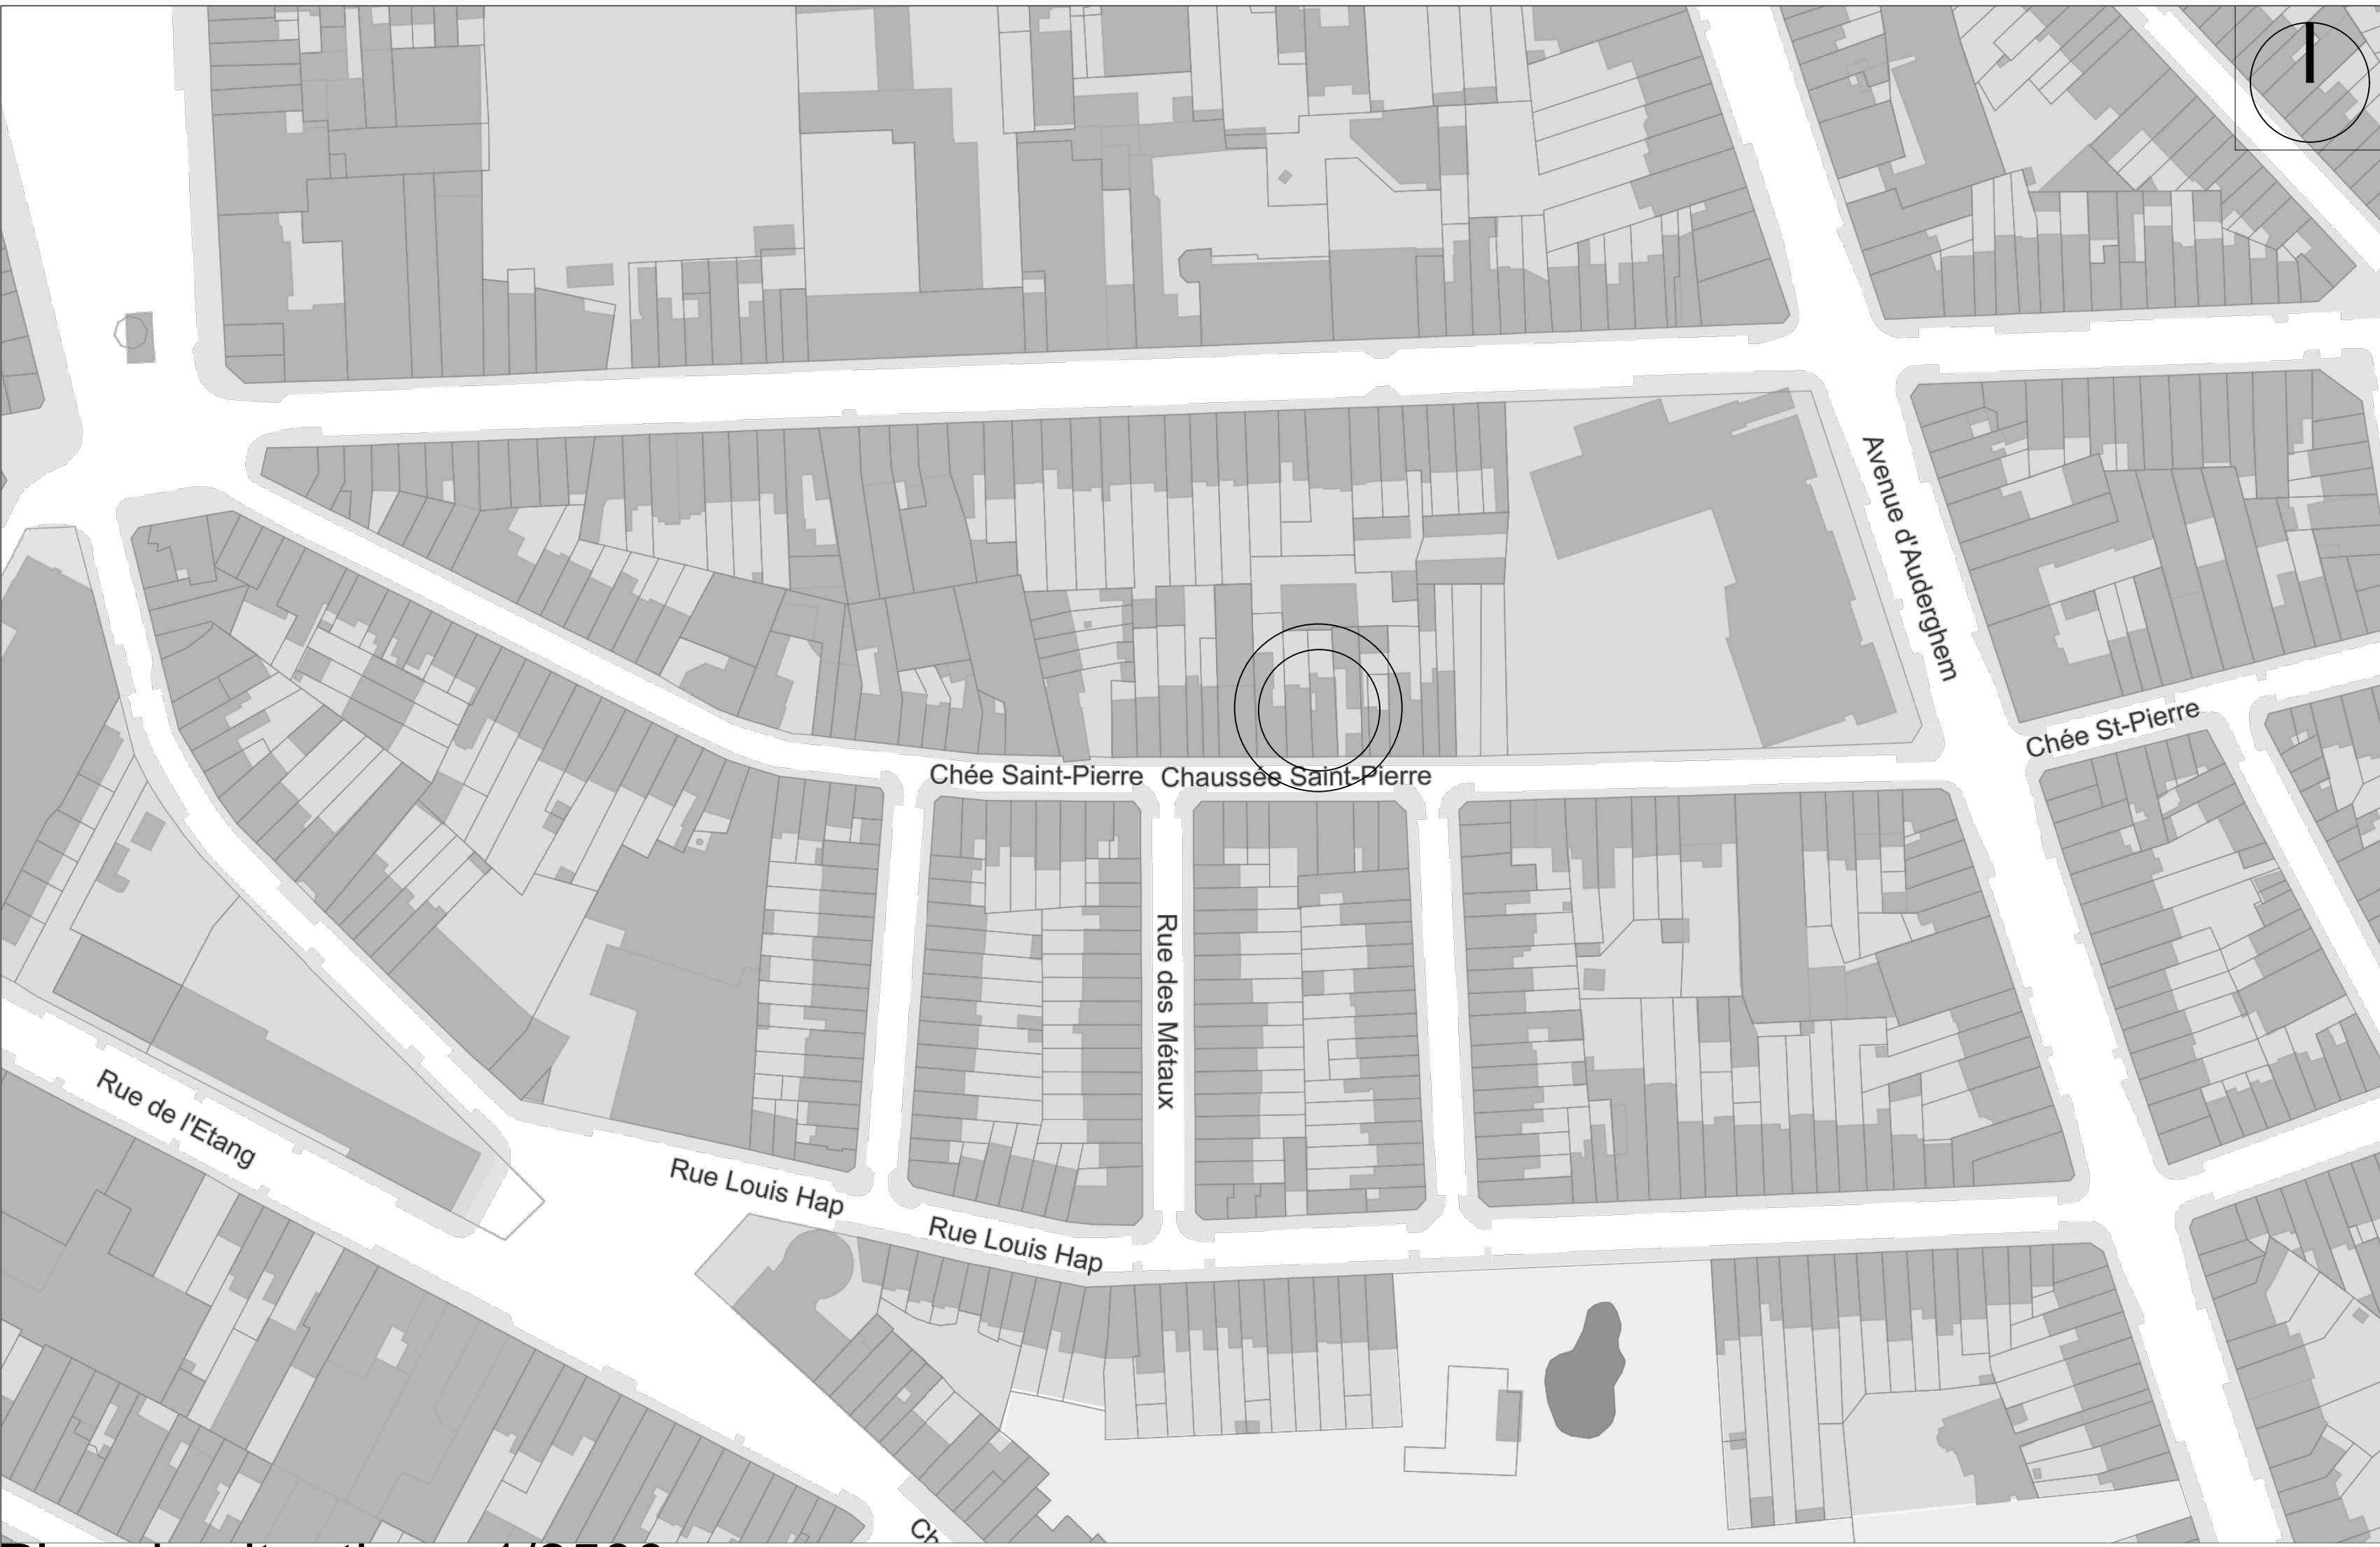 Avenue d'Auderghem
Chée St-Pierre
Chée Saint-Pierre
Chaussée Saint-Pierre
Rue des Métaux
Rue de l'Etang
Rue Louis Hap
Rue Louis Hap